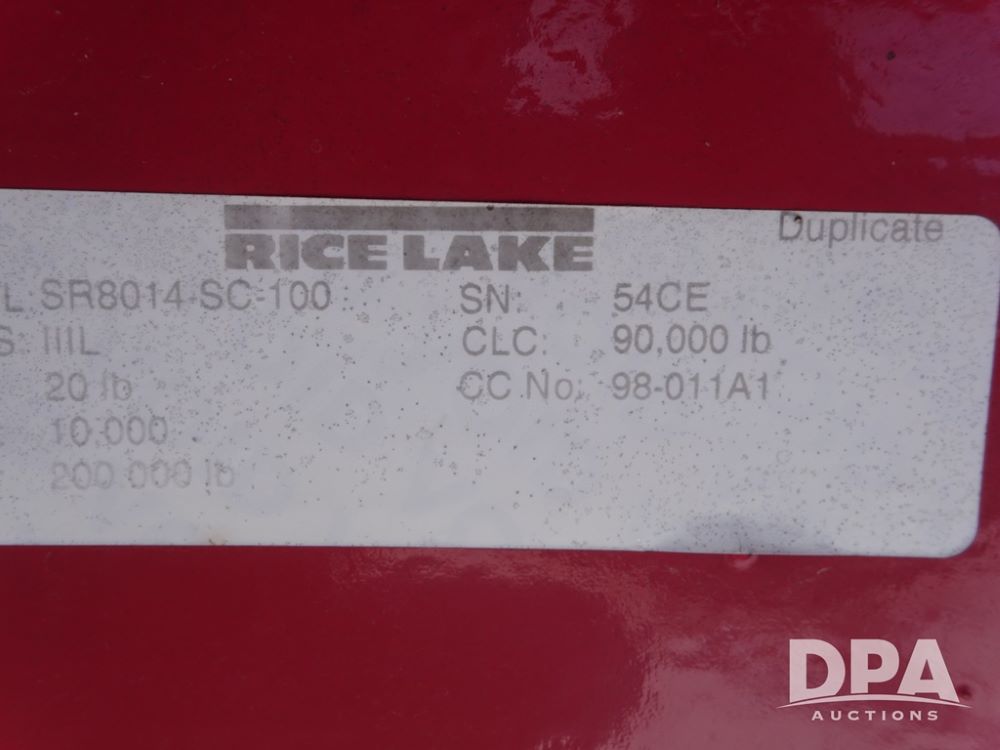 Duplicate
RICE LAKE
L: SR8014-SC-100 SN: 54CE
S: IIIL CLC: 90,000 lb
20 lb CC No: 98-011A1
10,000
200,000 lb
DPA
AUCTIONS